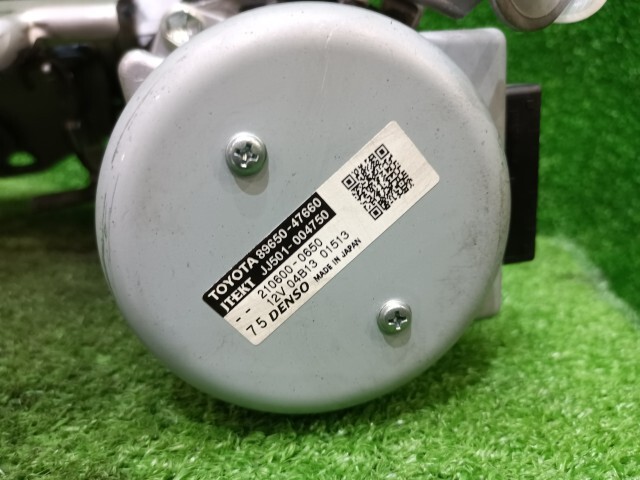 TOYOTA 89650-47660
JTEKT JJ501-004750
-- 210600-0650
12V 04B13 01513
75 DENSO MADE IN JAPAN